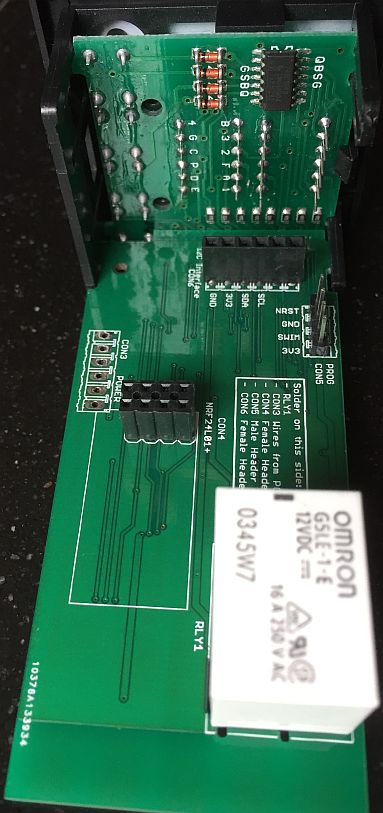 QBSG
GSBQ
4 G C P D E
B 3 2 F A 1
I2C Interface
CON6
GND
3V3
SDA
SCL
NRST
GND
SWIM
3V3
PROG
CON5
CON3
POWER
CON4
NRF24L01+
Solder on this side:
- RLY1
- CON3 Wires from
- CON4 Female Header
- CON5 Male Header
- CON6 Female Header
RLY1
OMRON
G5LE-1-E
12VDC
16 A 250 V AC
0345W7
10378A133934